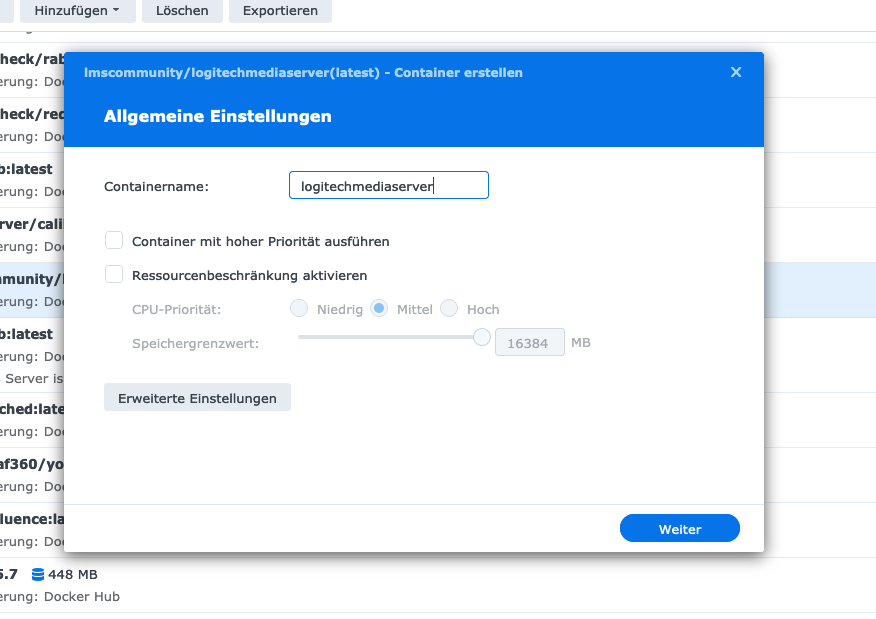 Hinzufügen
Löschen
Exportieren
heck/rab
erung: Doc
heck/rec
erung: Doc
b:latest
erung: Doc
rver/cali
erung: Doc
mmunity/l
erung: Doc
b:latest
erung: Doc
Server is
ched:late
erung: Doc
af360/yo
erung: Doc
luence:la
erung: Doc
5.7 448 MB
erung: Docker Hub
lmscommunity/logitechmediaserver(latest) - Container erstellen
Allgemeine Einstellungen
Containername: logitechmediaserver
Container mit hoher Priorität ausführen
Ressourcenbeschränkung aktivieren
CPU-Priorität: Niedrig Mittel Hoch
Speichergrenzwert: 16384 MB
Erweiterte Einstellungen
Weiter